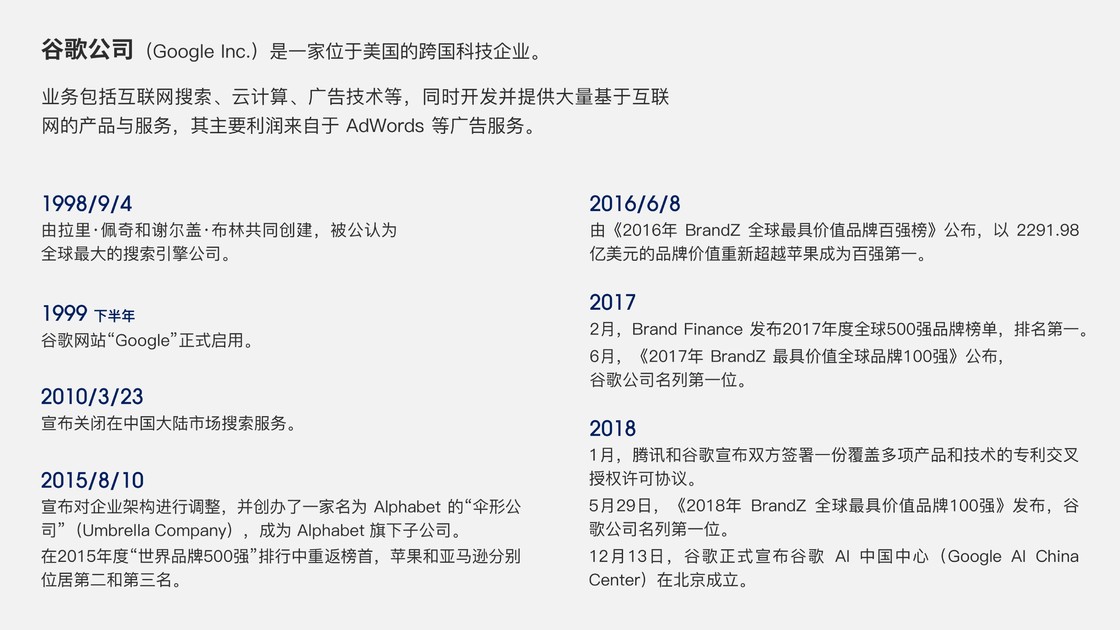 谷歌公司（Google Inc.）是一家位于美国的跨国科技企业。
业务包括互联网搜索、云计算、广告技术等，同时开发并提供大量基于互联
网的产品与服务，其主要利润来自于 AdWords 等广告服务。
1998/9/4
由拉里·佩奇和谢尔盖·布林共同创建，被公认为
全球最大的搜索引擎公司。
1999 下半年
谷歌网站“Google”正式启用。
2010/3/23
宣布关闭在中国大陆市场搜索服务。
2015/8/10
宣布对企业架构进行调整，并创办了一家名为 Alphabet 的“伞形公
司”（Umbrella Company），成为 Alphabet 旗下子公司。
在2015年度“世界品牌500强”排行中重返榜首，苹果和亚马逊分别
位居第二和第三名。
2016/6/8
由《2016年 BrandZ 全球最具价值品牌百强榜》公布，以 2291.98
亿美元的品牌价值重新超越苹果成为百强第一。
2017
2月，Brand Finance 发布2017年度全球500强品牌榜单，排名第一。
6月，《2017年 BrandZ 最具价值全球品牌100强》公布，
谷歌公司名列第一位。
2018
1月，腾讯和谷歌宣布双方签署一份覆盖多项产品和技术的专利交叉
授权许可协议。
5月29日，《2018年 BrandZ 全球最具价值品牌100强》发布，谷
歌公司名列第一位。
12月13日，谷歌正式宣布谷歌 AI 中国中心（Google AI China
Center）在北京成立。